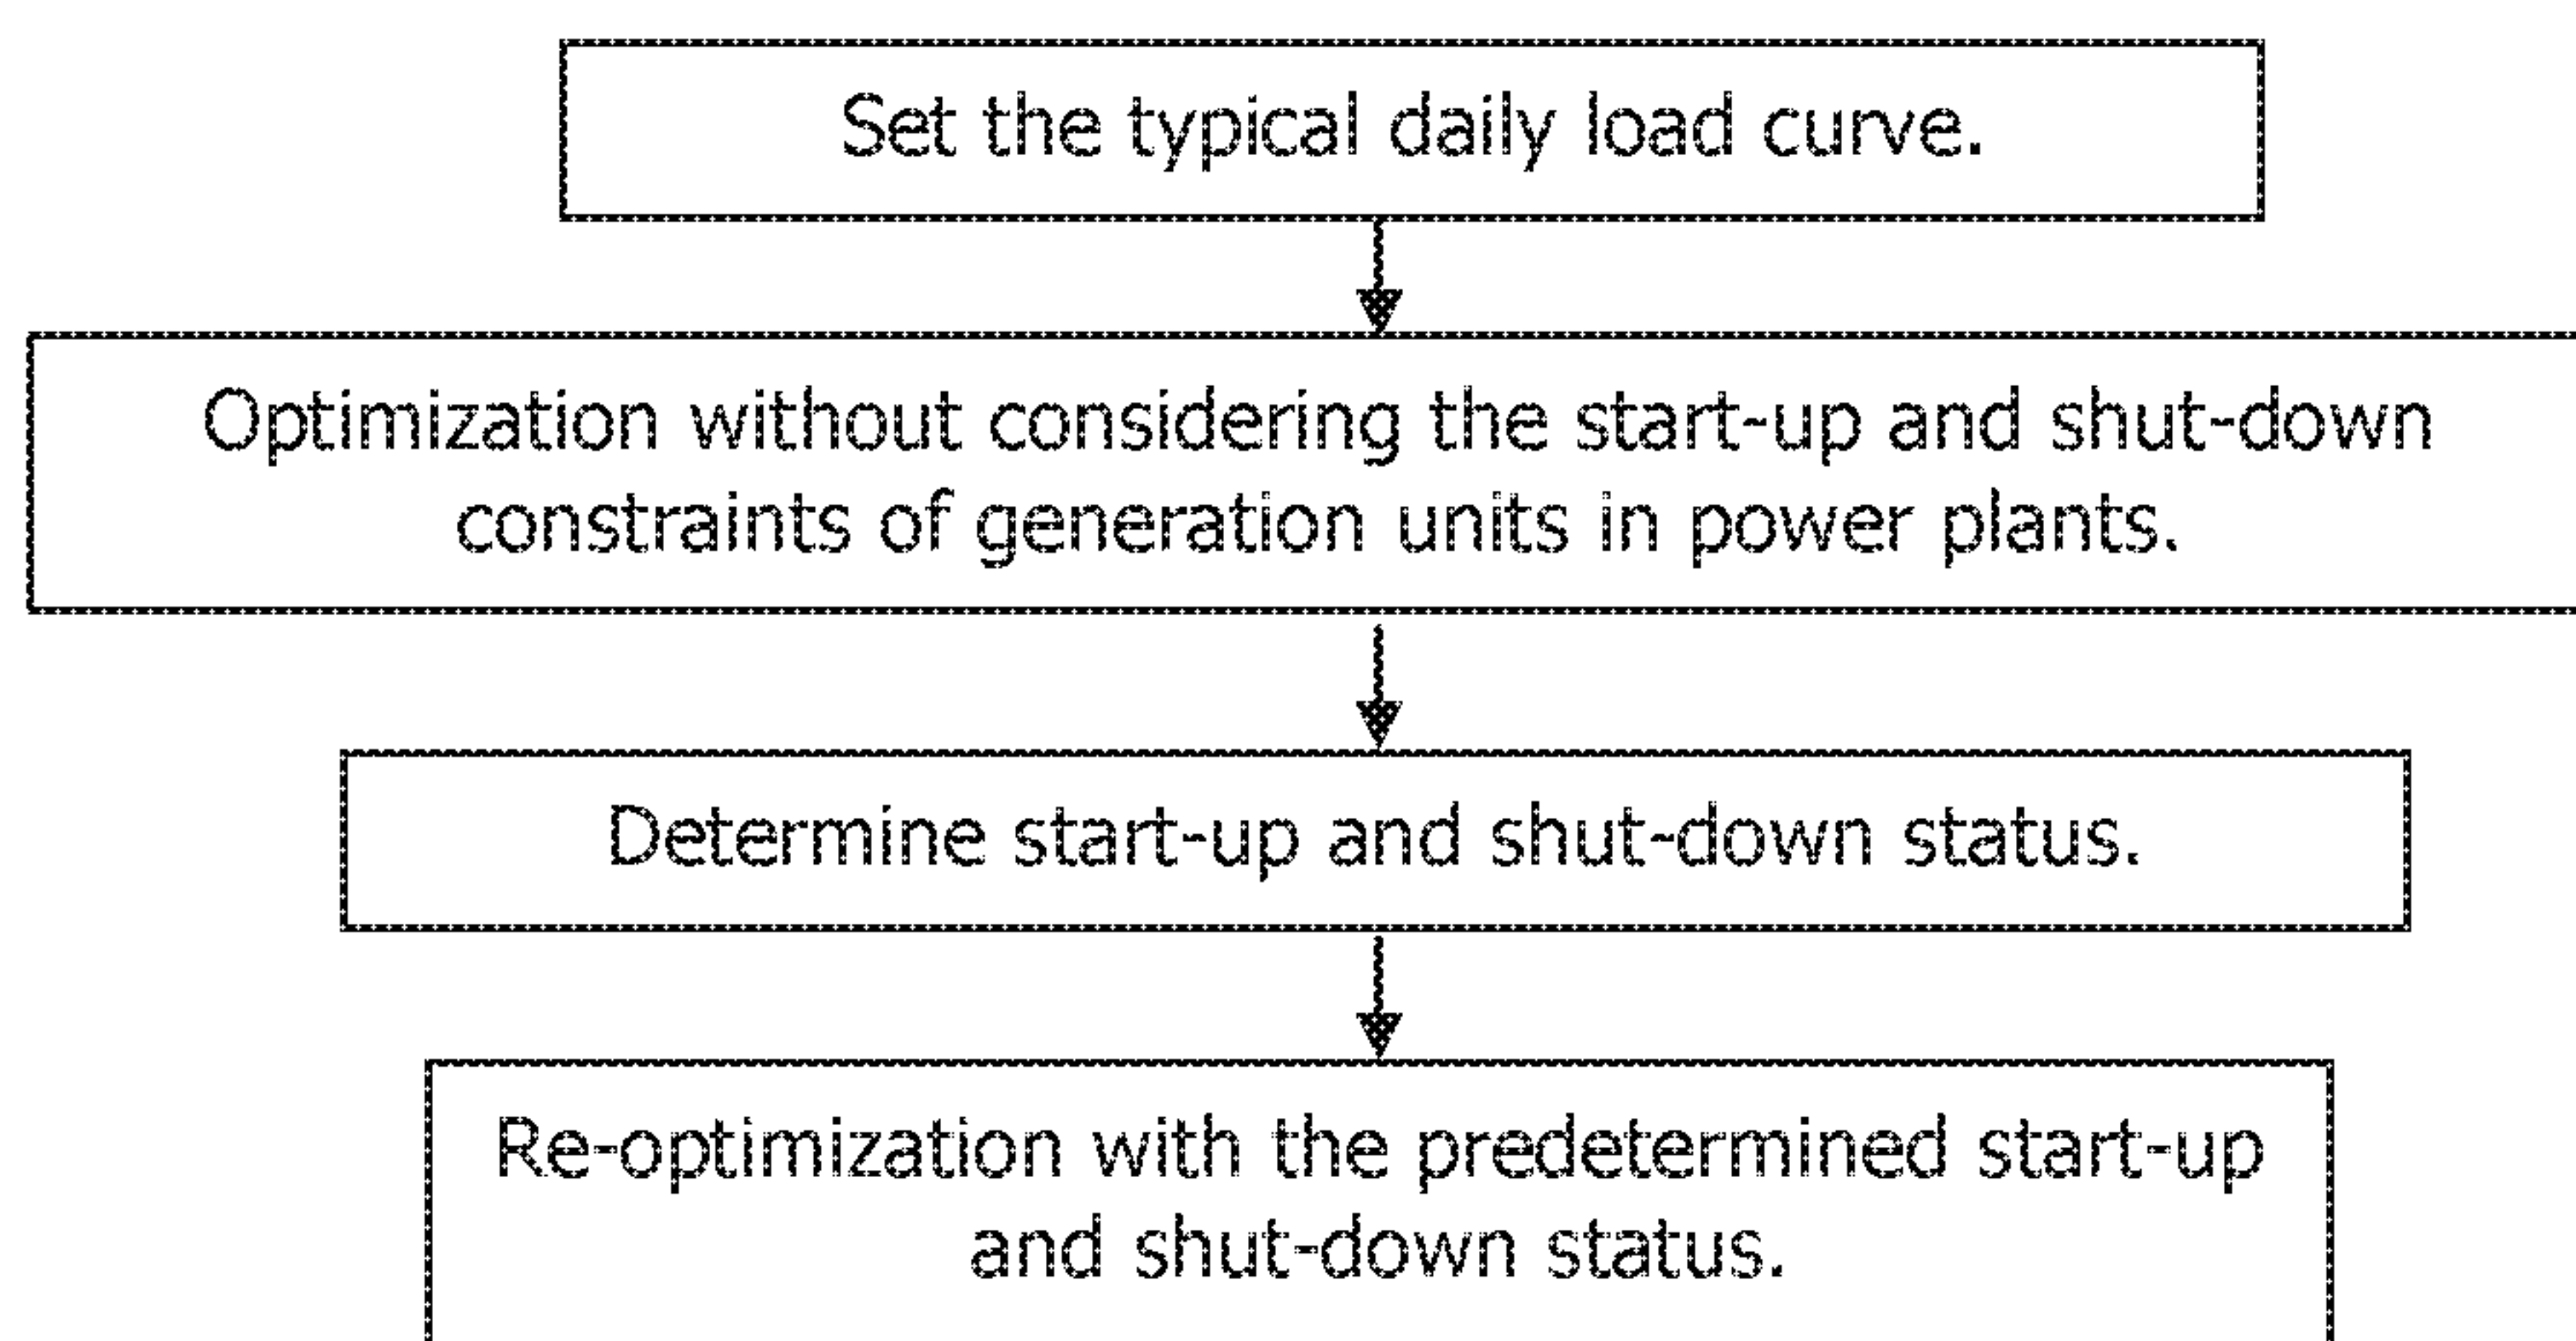 Set the typical daily load curve.
Optimization without considering the start-up and shut-down
constraints of generation units in power plants.
Determine start-up and shut-down status.
Re-optimization with the predetermined start-up
and shut-down status.